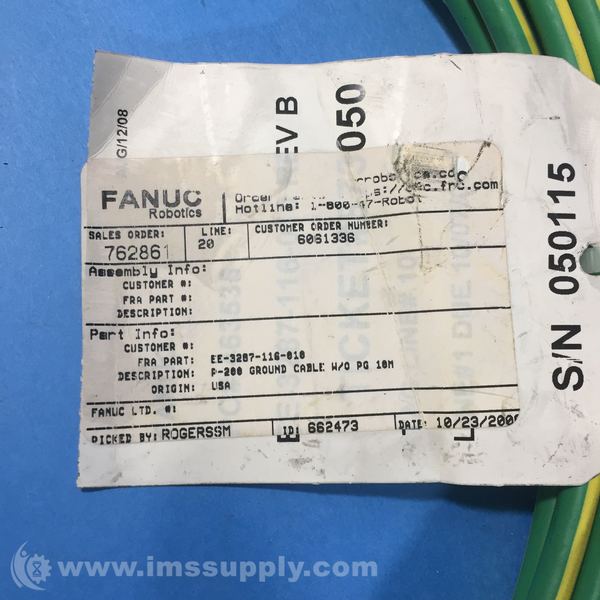 FANUC
Robotics
Hotline: 1-800-47-Robot
SALES ORDER: 762861
LINE: 20
CUSTOMER ORDER NUMBER: 6061336
Assembly Info:
CUSTOMER #:
FRA PART #:
DESCRIPTION:
Part Info:
CUSTOMER #:
FRA PART: EE-3287-116-010
DESCRIPTION: P-200 GROUND CABLE W/O PG 10M
ORIGIN: USA
FANUC LTD. #:
PICKED BY: ROGERSSM
ID: 662473
DATE: 10/23/200
REV B
050
G/12/08
S/N 050115
www.imssupply.com